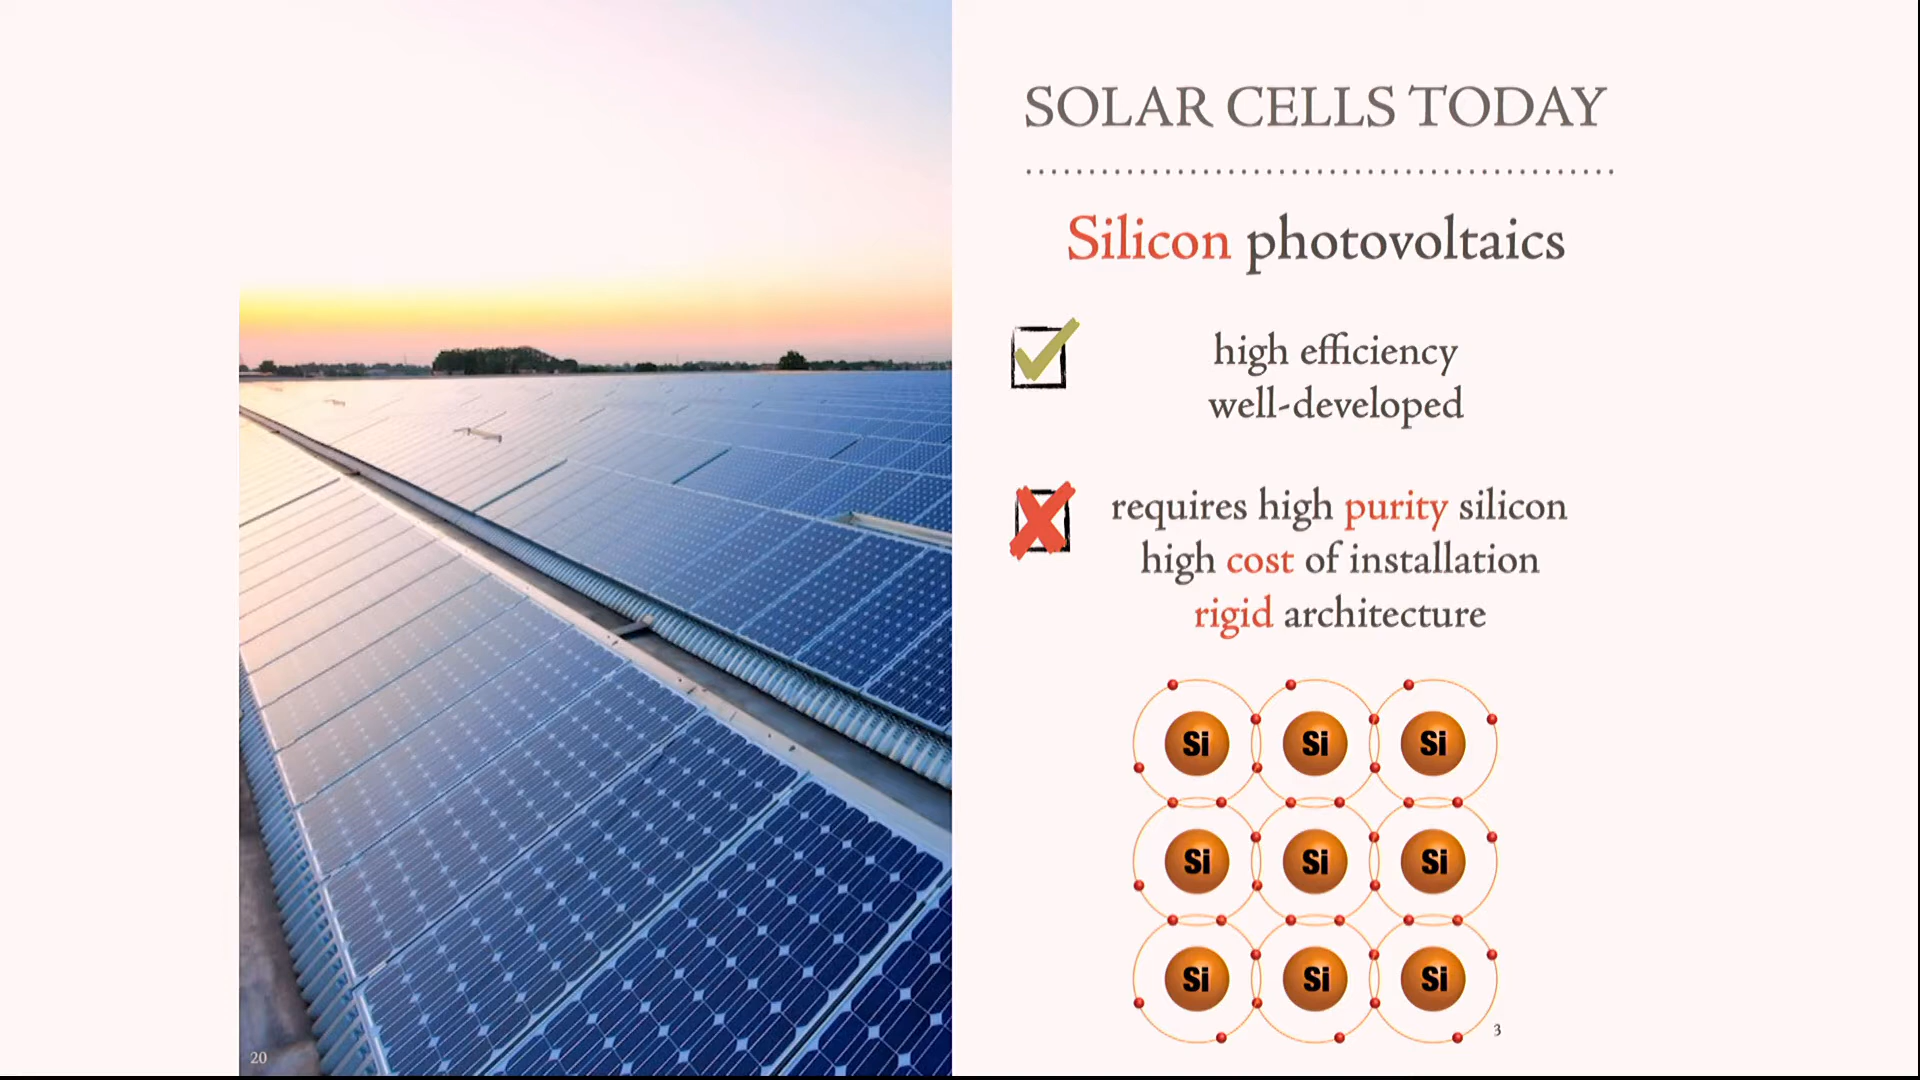 SOLAR CELLS TODAY
Silicon photovoltaics
high efficiency
well-developed
requires high purity silicon
high cost of installation
rigid architecture
Si Si Si
Si Si Si
Si Si Si
3
20